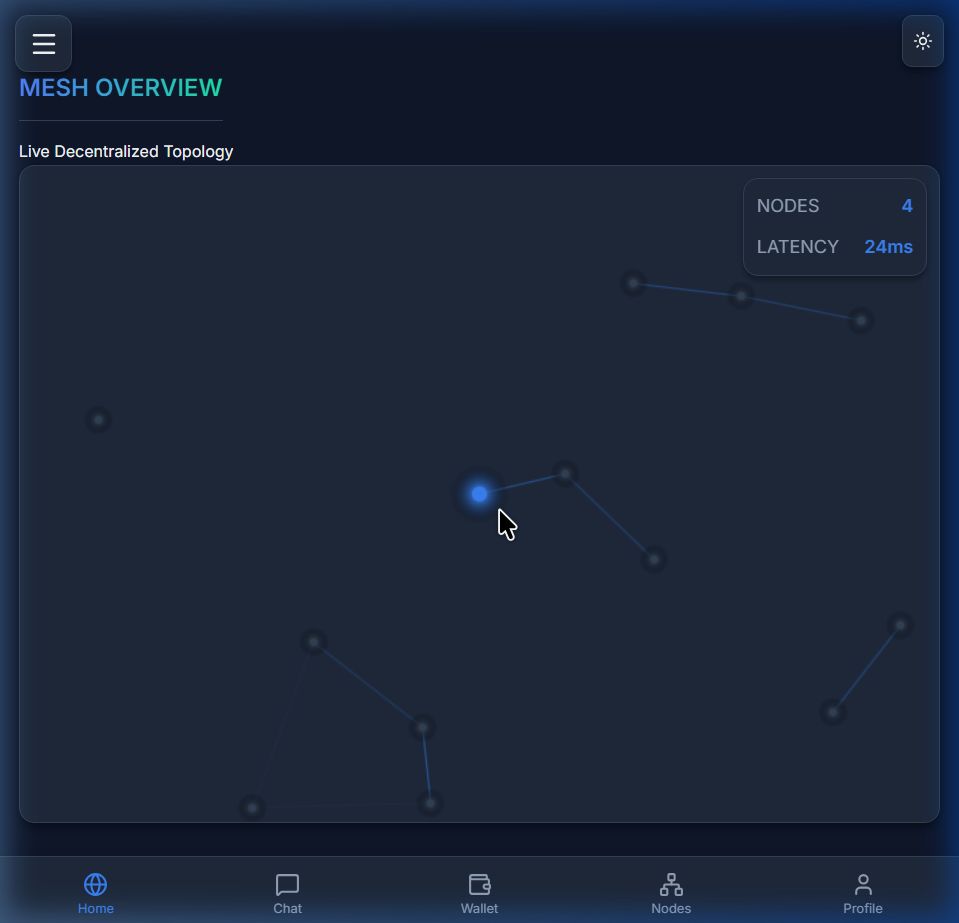 MESH OVERVIEW
Live Decentralized Topology
NODES 4
LATENCY 24ms
Home Chat Wallet Nodes Profile